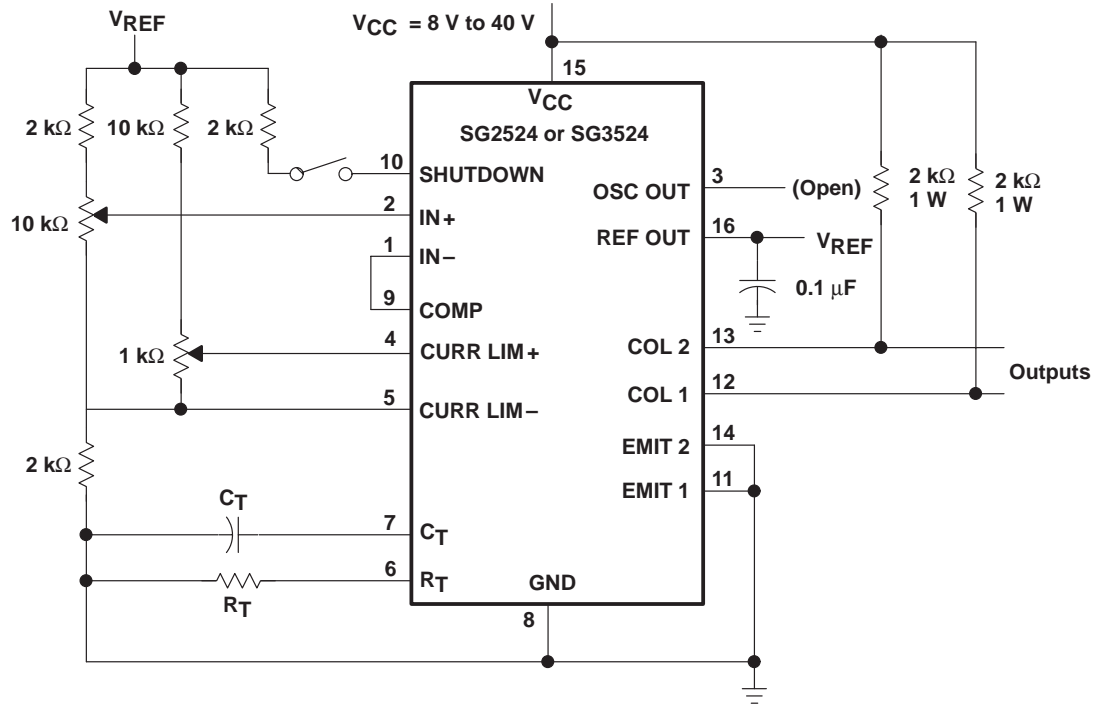 VREF
VCC = 8 V to 40 V
15
VCC
SG2524 or SG3524
2 kΩ
10 kΩ
2 kΩ
10
SHUTDOWN
3
OSC OUT
(Open)
2 kΩ
1 W
2 kΩ
1 W
10 kΩ
2
IN+
16
REF OUT
VREF
1
IN−
0.1 μF
9
COMP
1 kΩ
4
CURR LIM+
13
COL 2
Outputs
12
COL 1
5
CURR LIM−
14
EMIT 2
2 kΩ
11
EMIT 1
CT
7
CT
6
RT
RT
GND
8